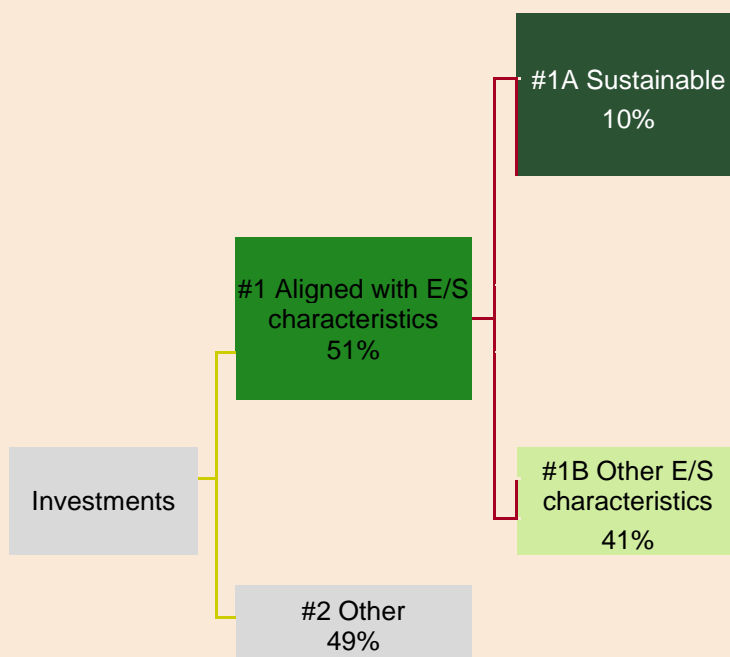 #1A Sustainable
10%
#1 Aligned with E/S
characteristics
51%
Investments
#1B Other E/S
characteristics
41%
#2 Other
49%